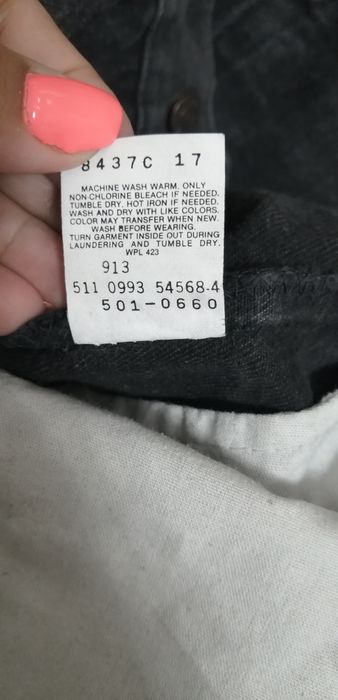 8437C 17
MACHINE WASH WARM. ONLY
NON-CHLORINE BLEACH IF NEEDED.
TUMBLE DRY. HOT IRON IF NEEDED.
WASH AND DRY WITH LIKE COLORS.
COLOR MAY TRANSFER WHEN NEW.
WASH BEFORE WEARING.
TURN GARMENT INSIDE OUT DURING
LAUNDERING AND TUMBLE DRY.
WPL 423
913
511 0993 54568-4
501-0660